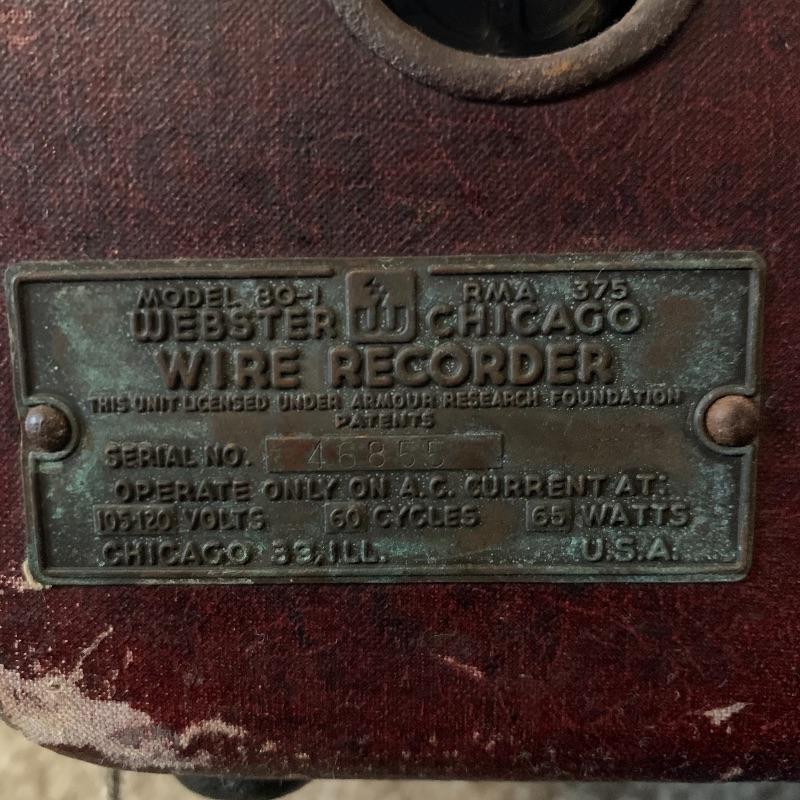 MODEL 80-1 RMA 375
WEBSTER W CHICAGO
WIRE RECORDER
THIS UNIT LICENSED UNDER ARMOUR RESEARCH FOUNDATION
PATENTS
SERIAL NO. 46855
OPERATE ONLY ON A.C. CURRENT AT:
105-120 VOLTS 60 CYCLES 65 WATTS
CHICAGO 39, ILL. U.S.A.